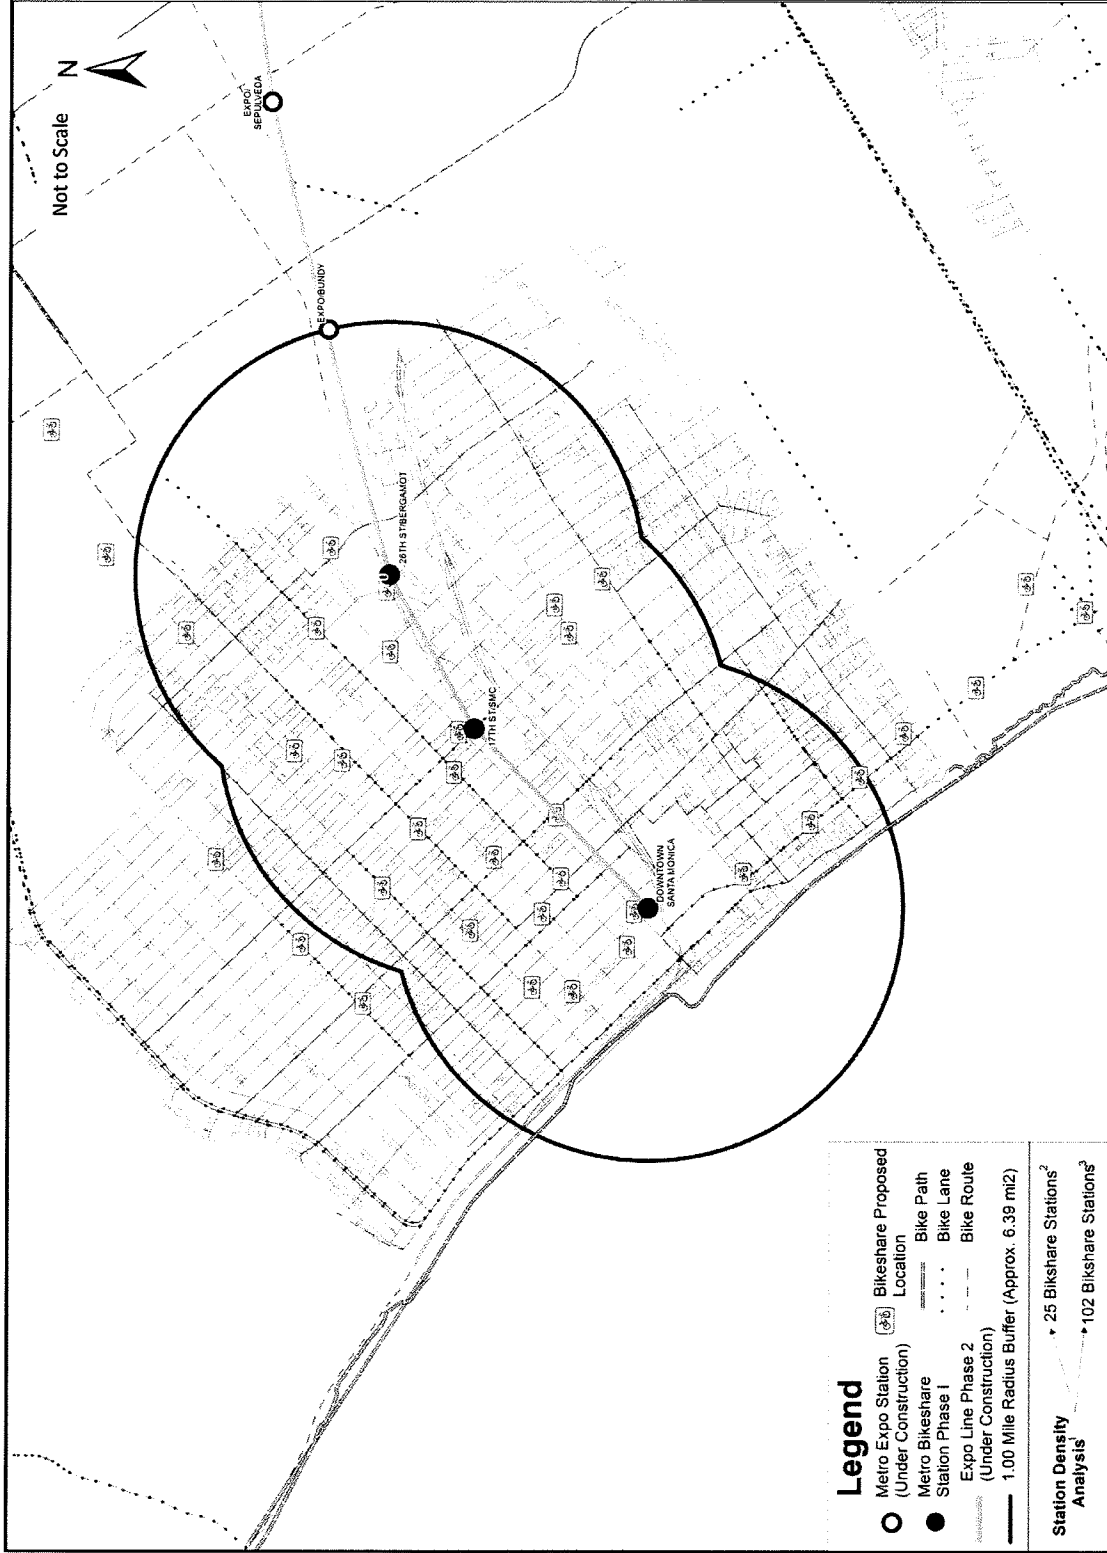 N
Not to Scale
EXPO/
SEPULVEDA
EXPO/BUNDY
26TH ST/BERGAMOT
17TH ST/SMC
DOWNTOWN
SANTA MONICA
Legend
Metro Expo Station
(Under Construction)
Metro Bikeshare
Station Phase I
Expo Line Phase 2
(Under Construction)
1.00 Mile Radius Buffer (Approx. 6.39 mi2)
Bikeshare Proposed
Location
Bike Path
Bike Lane
Bike Route
Station Density
Analysis¹
25 Bikshare Stations²
102 Bikshare Stations³